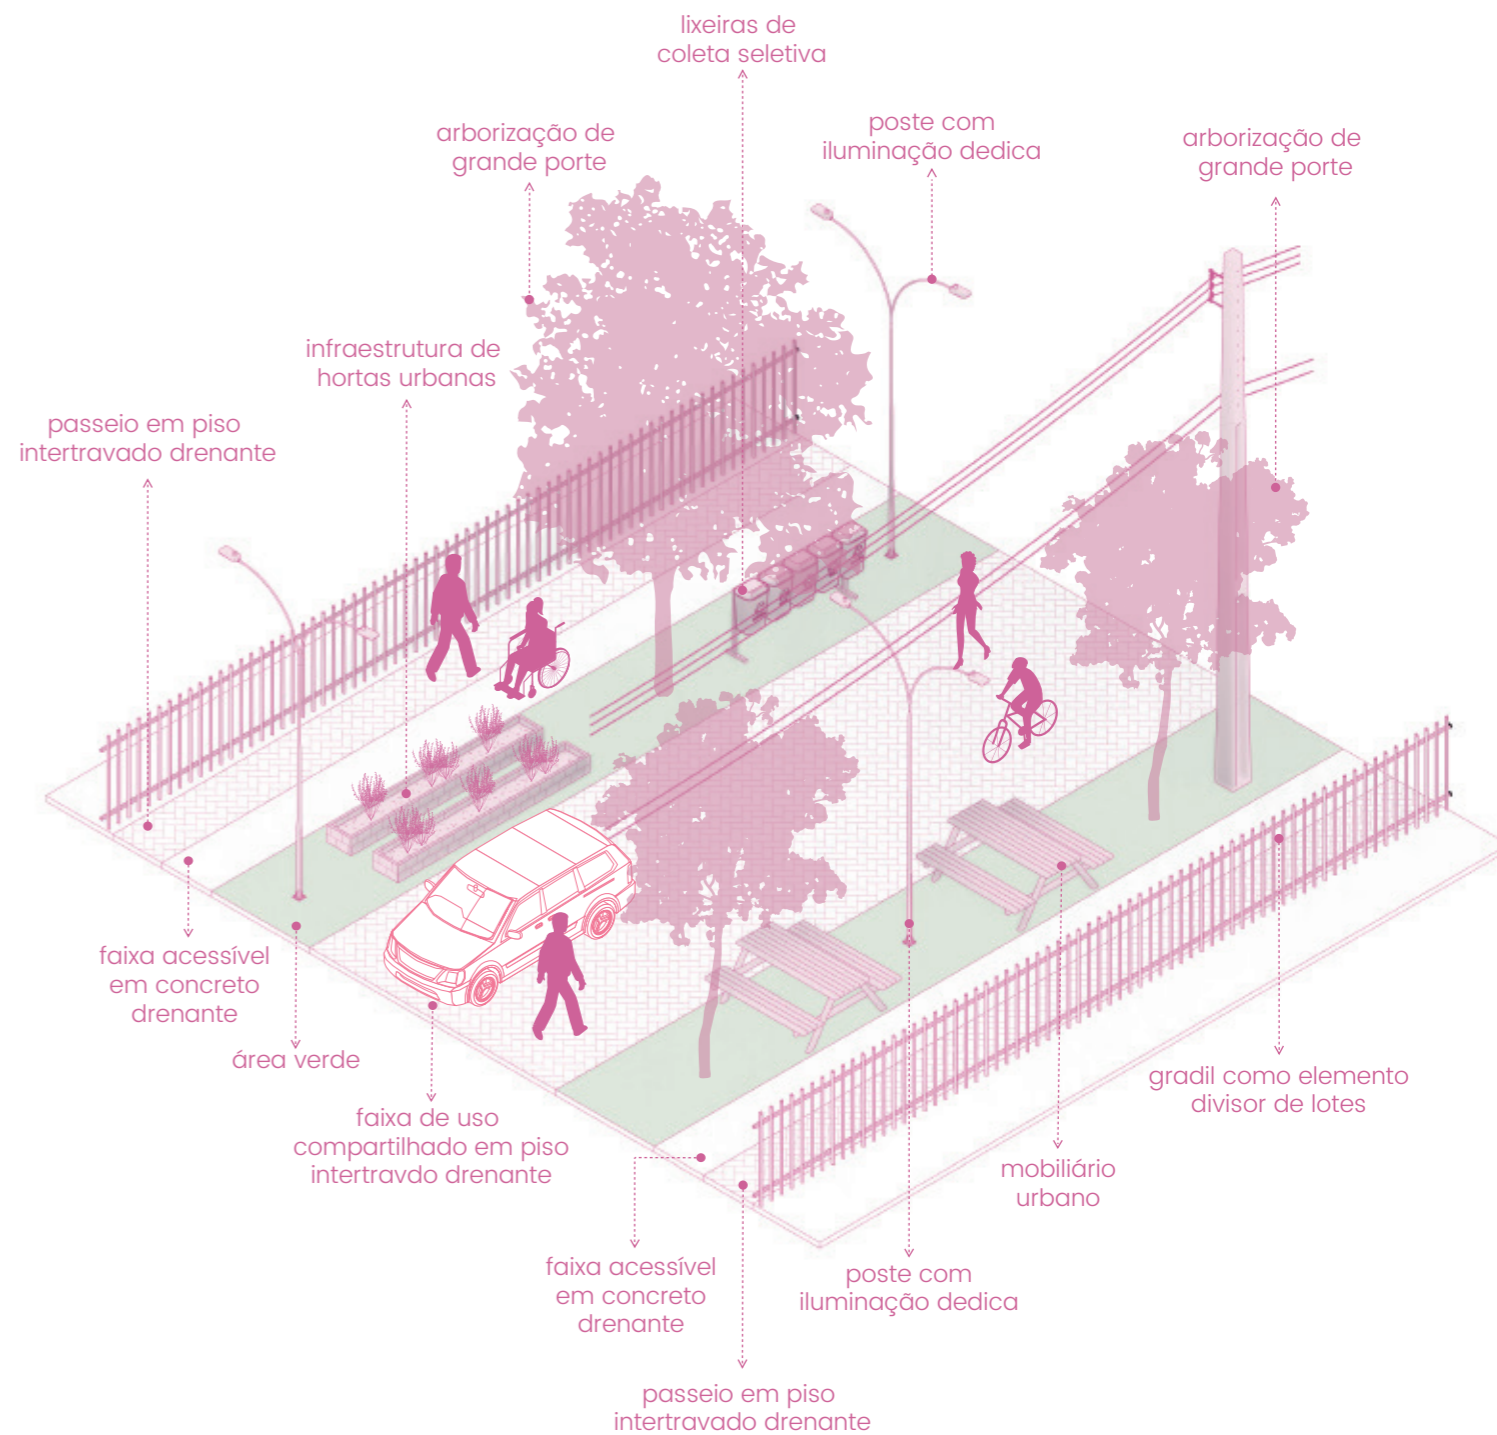 lixeiras de
coleta seletiva
arborização de
grande porte
poste com
iluminação dedica
arborização de
grande porte
infraestrutura de
hortas urbanas
passeio em piso
intertravado drenante
faixa acessível
em concreto
drenante
área verde
faixa de uso
compartilhado em piso
intertravdo drenante
gradil como elemento
divisor de lotes
mobiliário
urbano
faixa acessível
em concreto
drenante
poste com
iluminação dedica
passeio em piso
intertravado drenante